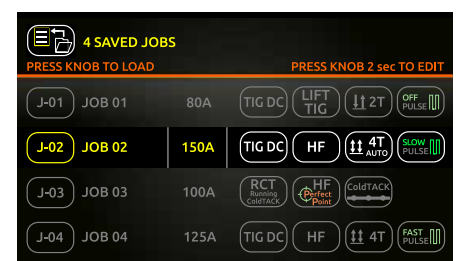 4 SAVED JOBS
PRESS KNOB TO LOAD PRESS KNOB 2 sec TO EDIT
J-01 JOB 01 80A TIG DC LIFT TIG 2T OFF PULSE
J-02 JOB 02 150A TIG DC HF 4T AUTO SLOW PULSE
J-03 JOB 03 100A RCT Running ColdTACK HF Perfect Point ColdTACK
J-04 JOB 04 125A TIG DC HF 4T FAST PULSE